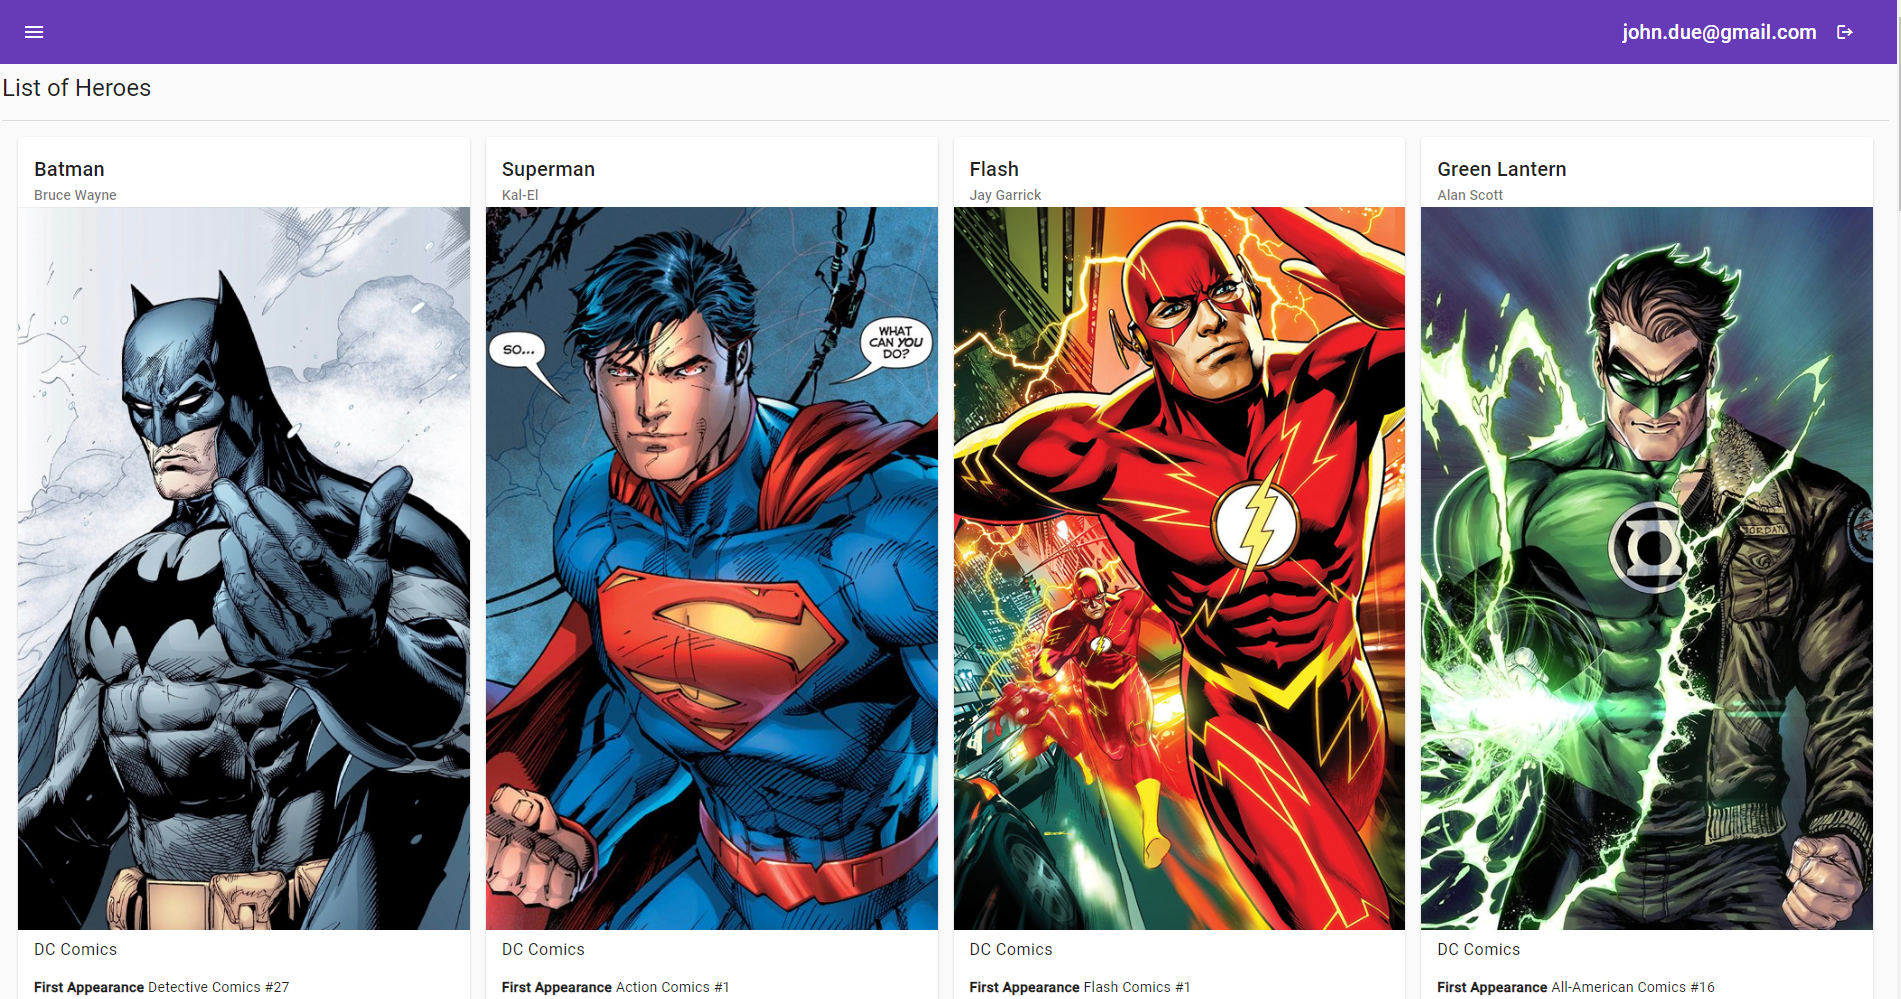 john.due@gmail.com
List of Heroes
Batman
Bruce Wayne
Superman
Kal-El
Flash
Jay Garrick
Green Lantern
Alan Scott
SO...
WHAT
CAN YOU
DO?
JORDAN
DC Comics
First Appearance Detective Comics #27
DC Comics
First Appearance Action Comics #1
DC Comics
First Appearance Flash Comics #1
DC Comics
First Appearance All-American Comics #16